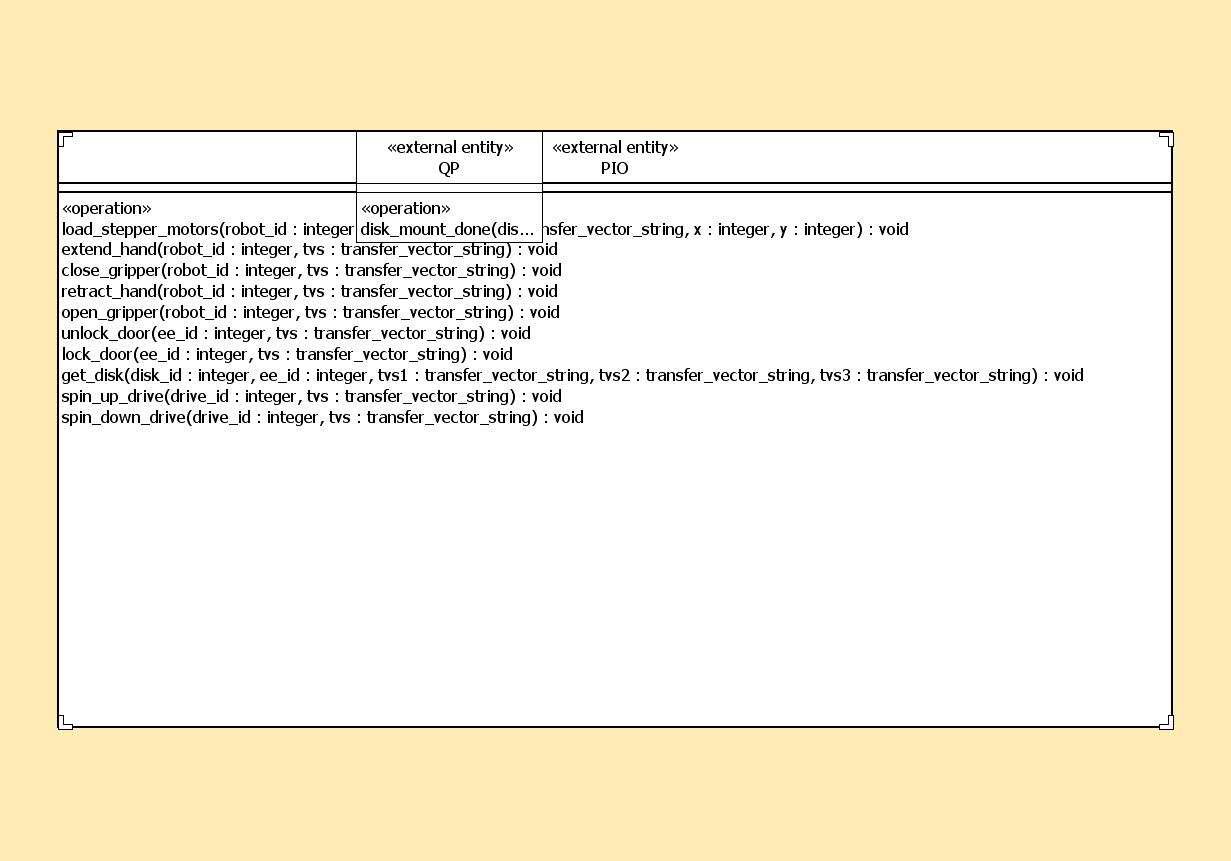 «external entity» «external entity»
QP PIO
«operation» «operation»
load_stepper_motors(robot_id : integer disk_mount_done(dis... nsfer_vector_string, x : integer, y : integer) : void
extend_hand(robot_id : integer, tvs : transfer_vector_string) : void
close_gripper(robot_id : integer, tvs : transfer_vector_string) : void
retract_hand(robot_id : integer, tvs : transfer_vector_string) : void
open_gripper(robot_id : integer, tvs : transfer_vector_string) : void
unlock_door(ee_id : integer, tvs : transfer_vector_string) : void
lock_door(ee_id : integer, tvs : transfer_vector_string) : void
get_disk(disk_id : integer, ee_id : integer, tvs1 : transfer_vector_string, tvs2 : transfer_vector_string, tvs3 : transfer_vector_string) : void
spin_up_drive(drive_id : integer, tvs : transfer_vector_string) : void
spin_down_drive(drive_id : integer, tvs : transfer_vector_string) : void